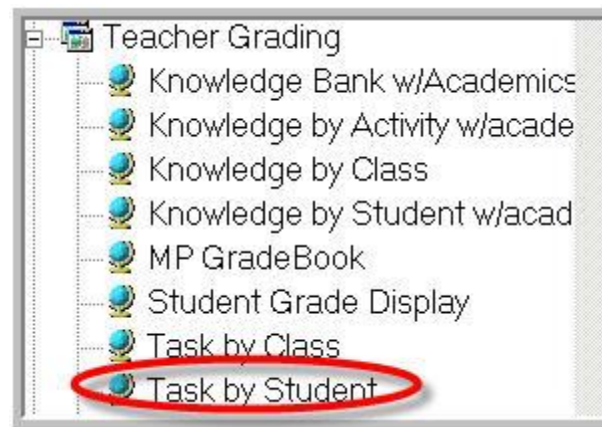 Teacher Grading
Knowledge Bank w/Academics
Knowledge by Activity w/acade
Knowledge by Class
Knowledge by Student w/acad
MP GradeBook
Student Grade Display
Task by Class
Task by Student